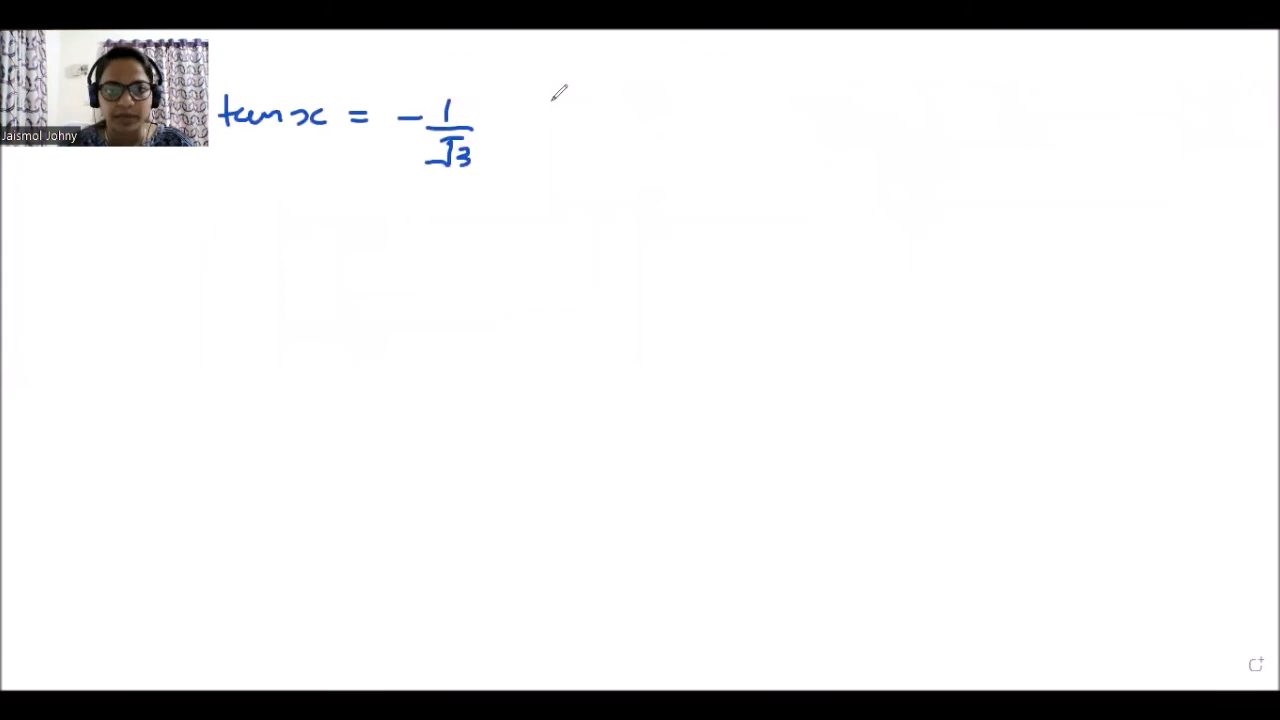 tan x = - 1/√3
Jaismol Johny